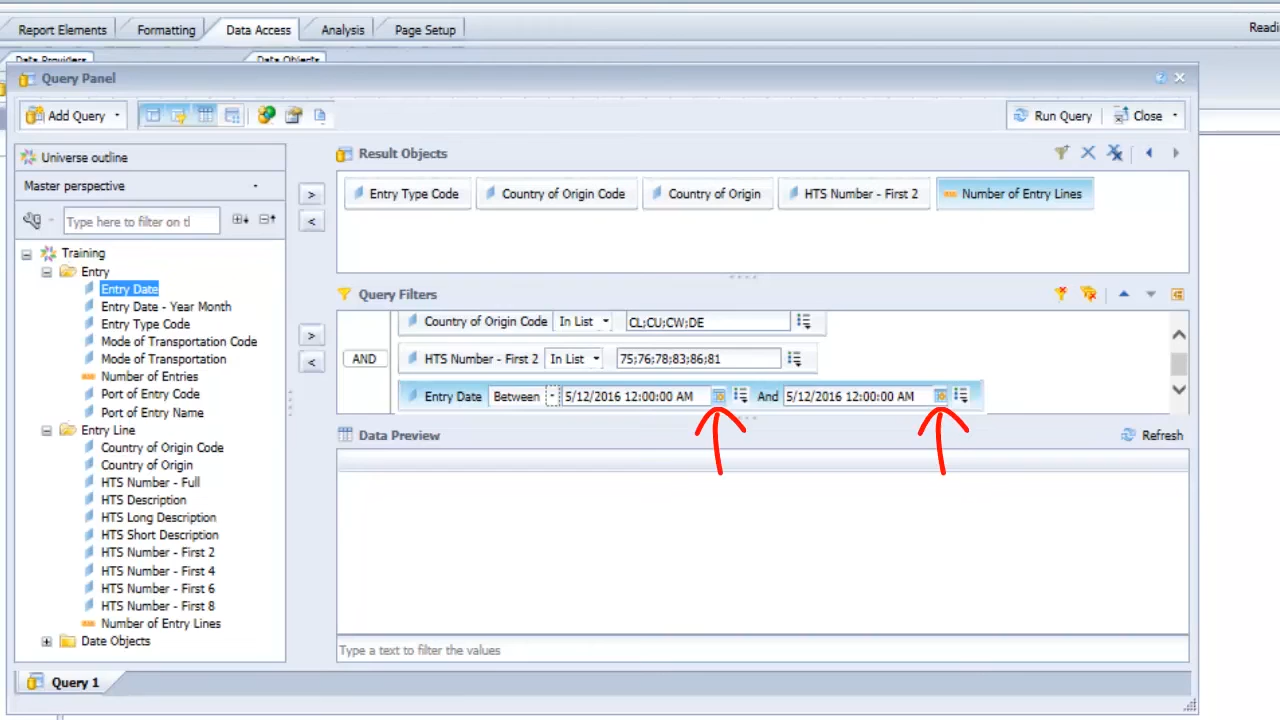 Report Elements Formatting Data Access Analysis Page Setup Readi
Data Providers Data Objects
Query Panel
Add Query Run Query Close
Universe outline
Master perspective
Type here to filter on tl
Training
Entry
Entry Date
Entry Date - Year Month
Entry Type Code
Mode of Transportation Code
Mode of Transportation
Number of Entries
Port of Entry Code
Port of Entry Name
Entry Line
Country of Origin Code
Country of Origin
HTS Number - Full
HTS Description
HTS Long Description
HTS Short Description
HTS Number - First 2
HTS Number - First 4
HTS Number - First 6
HTS Number - First 8
Number of Entry Lines
Date Objects
Result Objects
Entry Type Code Country of Origin Code Country of Origin HTS Number - First 2 Number of Entry Lines
Query Filters
Country of Origin Code In List CL;CU;CW;DE
AND HTS Number - First 2 In List 75;76;78;83;86;81
Entry Date Between 5/12/2016 12:00:00 AM And 5/12/2016 12:00:00 AM
Data Preview Refresh
Type a text to filter the values
Query 1